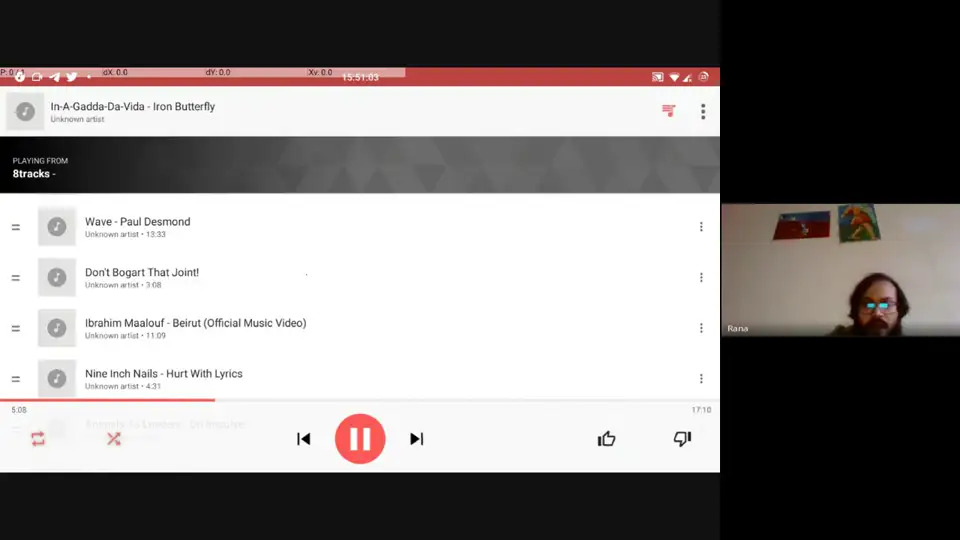 P: 0 / 1 dX: 0.0 dY: 0.0 Xv: 0.0 15:51:03
In-A-Gadda-Da-Vida - Iron Butterfly
Unknown artist
PLAYING FROM
8tracks -
Wave - Paul Desmond
Unknown artist • 13:33
Don't Bogart That Joint!
Unknown artist • 3:08
Ibrahim Maalouf - Beirut (Official Music Video)
Unknown artist • 11:09
Nine Inch Nails - Hurt With Lyrics
Unknown artist • 4:31
5:08 17:10
Rana